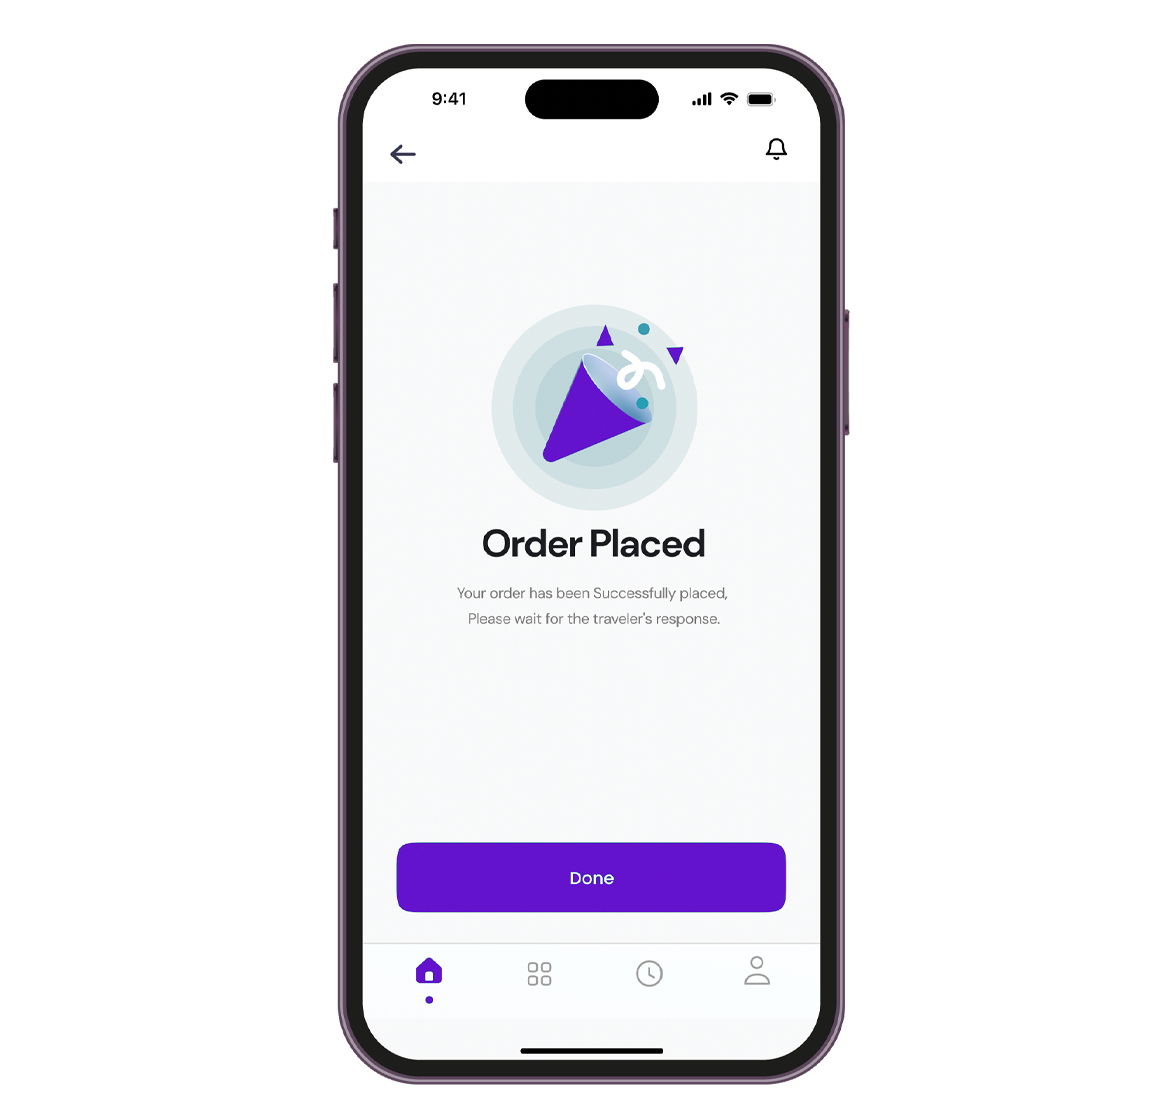 9:41
Order Placed
Your order has been Successfully placed,
Please wait for the traveler's response.
Done